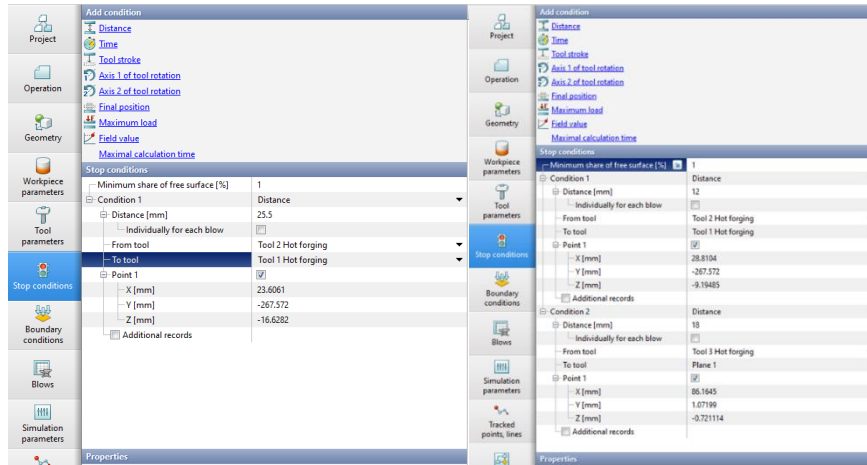 Project
Operation
Geometry
Workpiece
parameters
Tool
parameters
Stop conditions
Boundary
conditions
Blows
Simulation
parameters
Add condition
Distance
Time
Tool stroke
Axis 1 of tool rotation
Axis 2 of tool rotation
Final position
Maximum load
Field value
Maximal calculation time
Stop conditions
Minimum share of free surface [%] 1
Condition 1 Distance
Distance [mm] 25.5
Individually for each blow
From tool Tool 2 Hot forging
To tool Tool 1 Hot forging
Point 1
X [mm] 23.6061
Y [mm] -267.572
Z [mm] -16.6282
Additional records
Properties
Project
Operation
Geometry
Workpiece
parameters
Tool
parameters
Stop conditions
Boundary
conditions
Blows
Simulation
parameters
Tracked
points, lines
Add condition
Distance
Time
Tool stroke
Axis 1 of tool rotation
Axis 2 of tool rotation
Final position
Maximum load
Field value
Maximal calculation time
Stop conditions
Minimum share of free surface [%] 1
Condition 1 Distance
Distance [mm] 12
Individually for each blow
From tool Tool 2 Hot forging
To tool Tool 1 Hot forging
Point 1
X [mm] 28.8104
Y [mm] -267.572
Z [mm] -9.19485
Additional records
Condition 2 Distance
Distance [mm] 18
Individually for each blow
From tool Tool 3 Hot forging
To tool Plane 1
Point 1
X [mm] 86.1645
Y [mm] 1.07199
Z [mm] -0.721114
Additional records
Properties